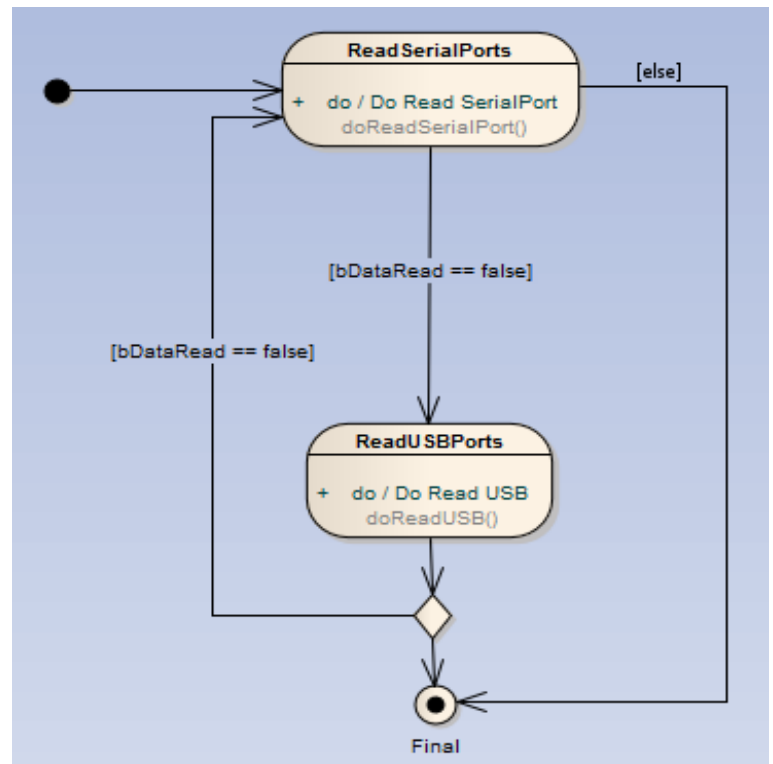 ReadSerialPorts
[else]
+ do / Do Read SerialPort
doReadSerialPort()
[bDataRead == false]
[bDataRead == false]
ReadUSBPorts
+ do / Do Read USB
doReadUSB()
Final